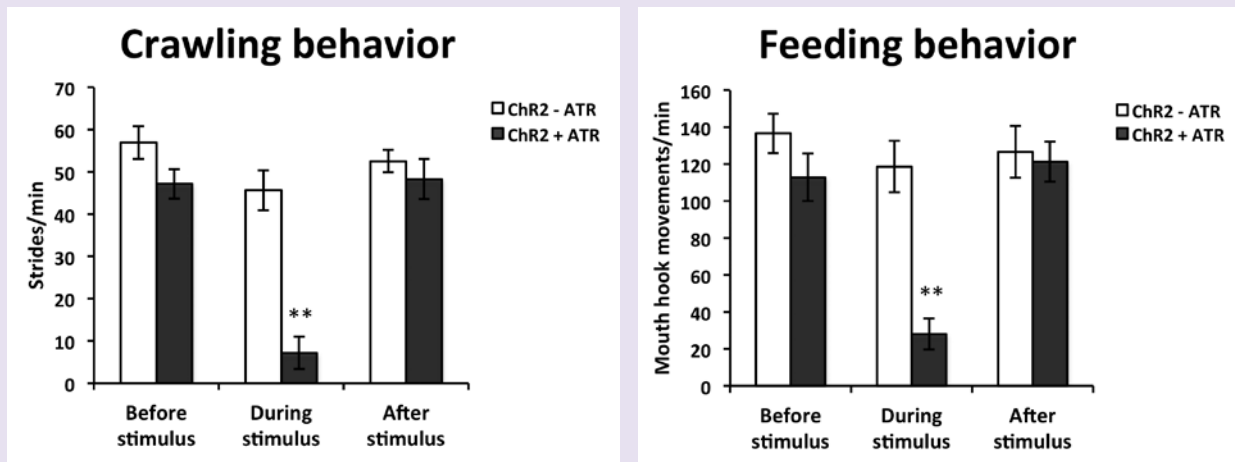 Crawling behavior
70
60
50
40
30
20
10
0
Strides/min
ChR2 - ATR
ChR2 + ATR
**
Before
stimulus
During
stimulus
After
stimulus
Feeding behavior
160
140
120
100
80
60
40
20
0
Mouth hook movements/min
ChR2 - ATR
ChR2 + ATR
**
Before
stimulus
During
stimulus
After
stimulus